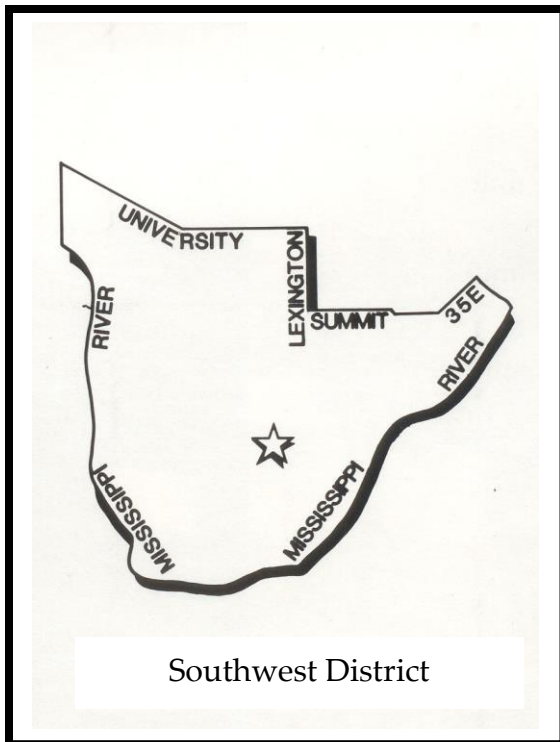 UNIVERSITY
LEXINGTON
SUMMIT
35E
RIVER
RIVER
MISSISSIPPI
MISSISSIPPI
Southwest District